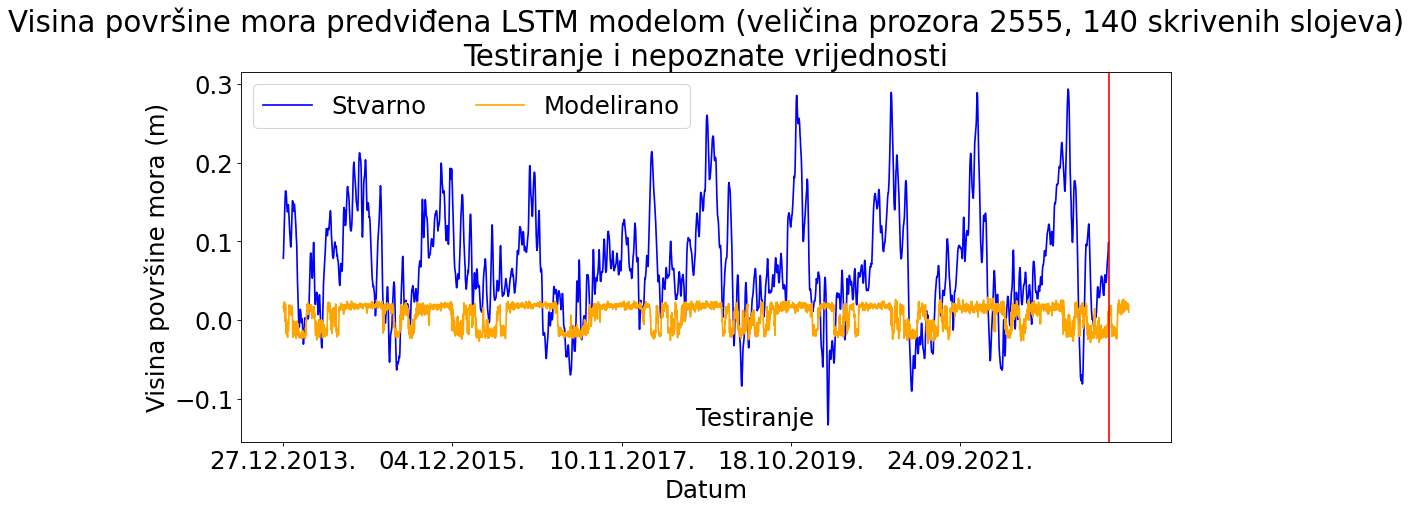 Visina površine mora predviđena LSTM modelom (veličina prozora 2555, 140 skrivenih slojeva)
Testiranje i nepoznate vrijednosti
Stvarno
Modelirano
Visina površine mora (m)
0.3
0.2
0.1
0.0
−0.1
Testiranje
27.12.2013.
04.12.2015.
10.11.2017.
18.10.2019.
24.09.2021.
Datum